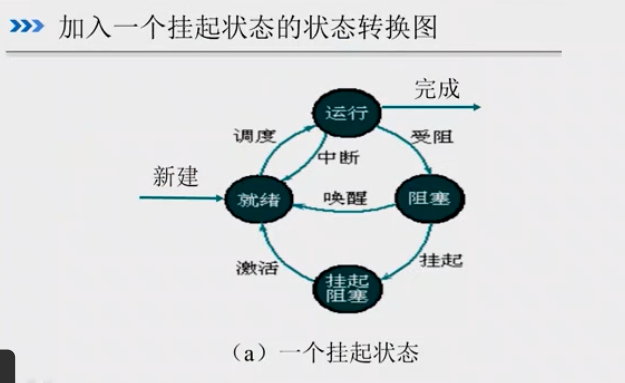 加入一个挂起状态的状态转换图
完成
运行
调度
中断
受阻
新建
就绪
唤醒
阻塞
激活
挂起
挂起
阻塞
（a）一个挂起状态